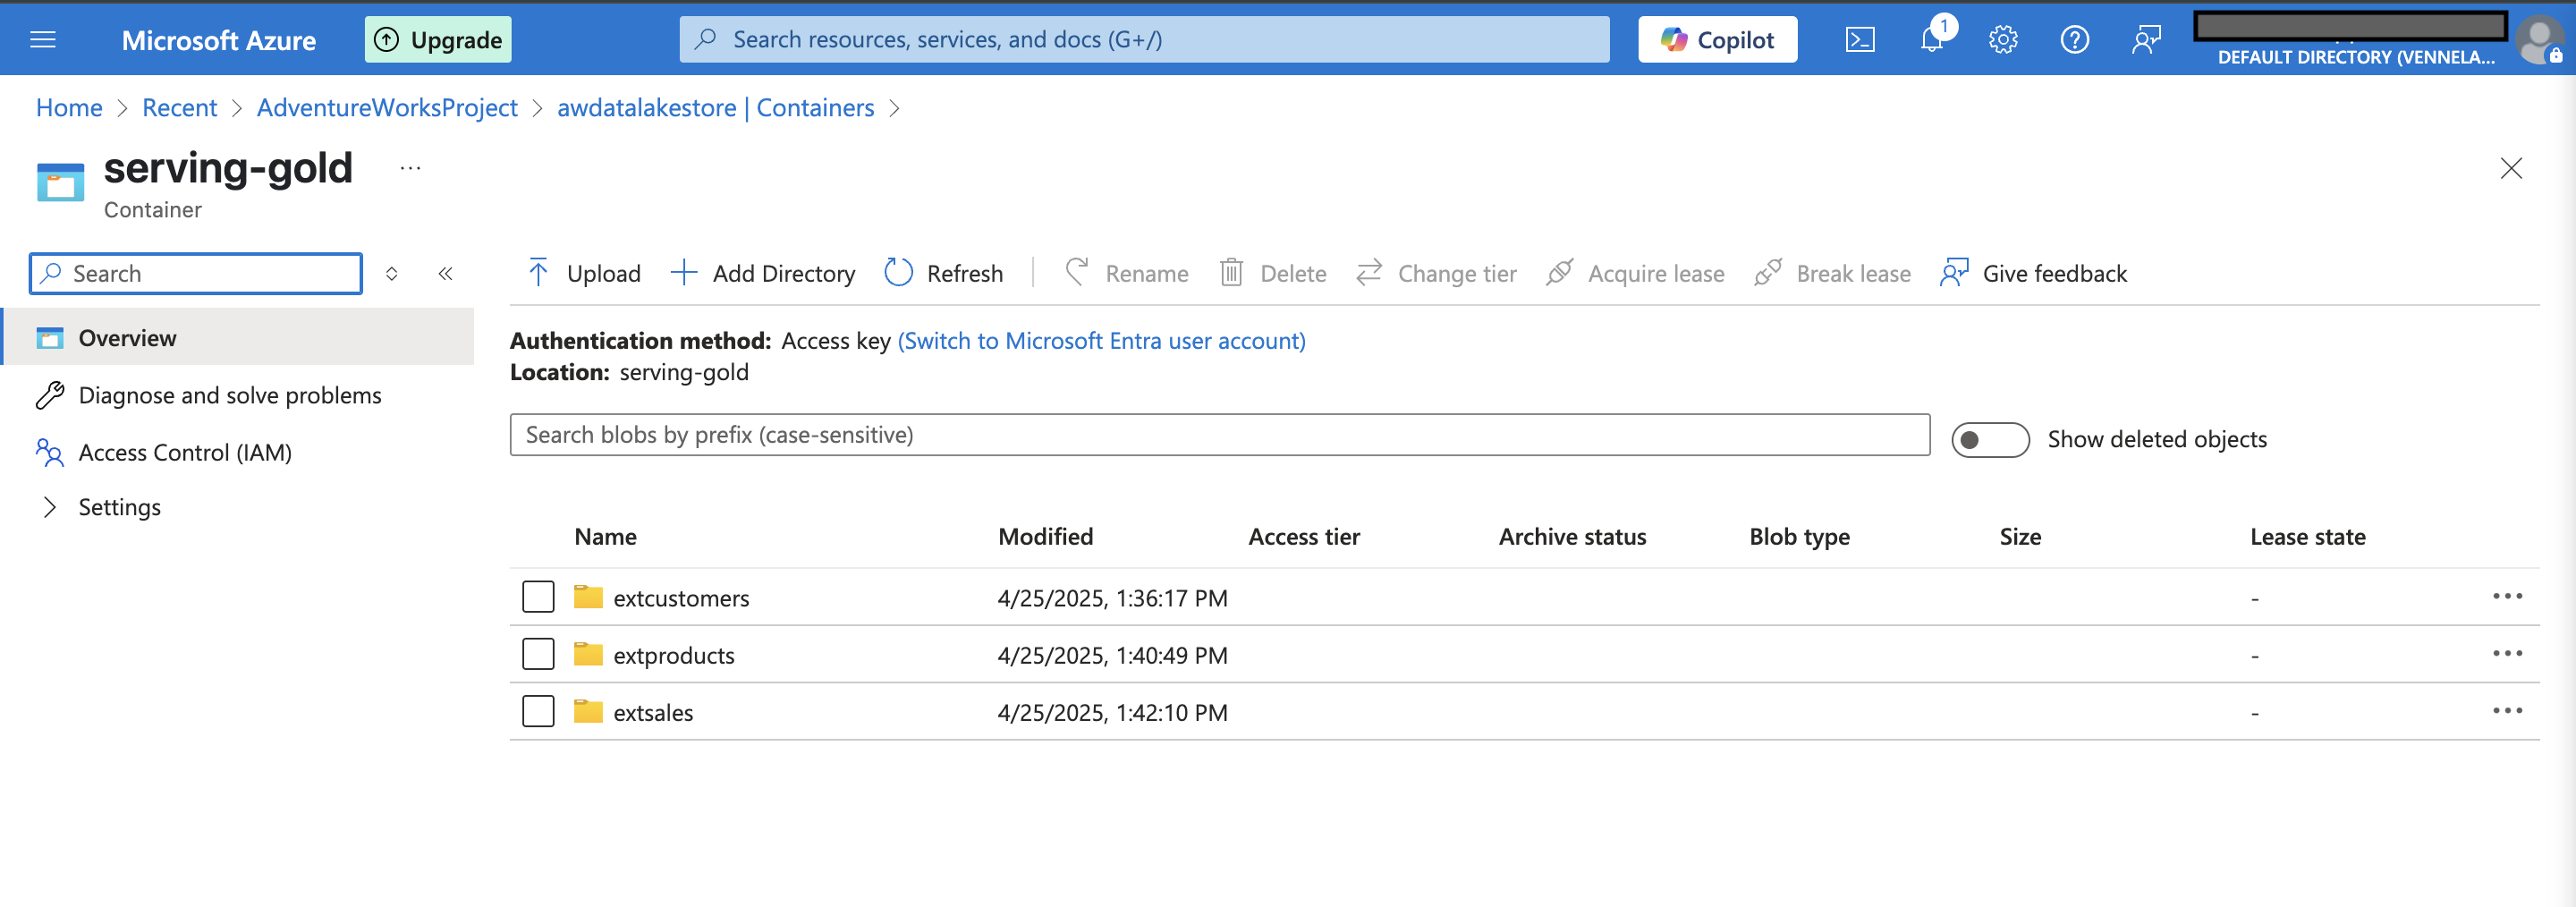 Microsoft Azure
Upgrade
Search resources, services, and docs (G+/)
Copilot
1
DEFAULT DIRECTORY (VENNELA...
Home > Recent > AdventureWorksProject > awdatalakestore | Containers >
serving-gold ...
Container
Search
Overview
Diagnose and solve problems
Access Control (IAM)
Settings
Upload Add Directory Refresh Rename Delete Change tier Acquire lease Break lease Give feedback
Authentication method: Access key (Switch to Microsoft Entra user account)
Location: serving-gold
Search blobs by prefix (case-sensitive)
Show deleted objects
Name Modified Access tier Archive status Blob type Size Lease state
extcustomers 4/25/2025, 1:36:17 PM -
extproducts 4/25/2025, 1:40:49 PM -
extsales 4/25/2025, 1:42:10 PM -